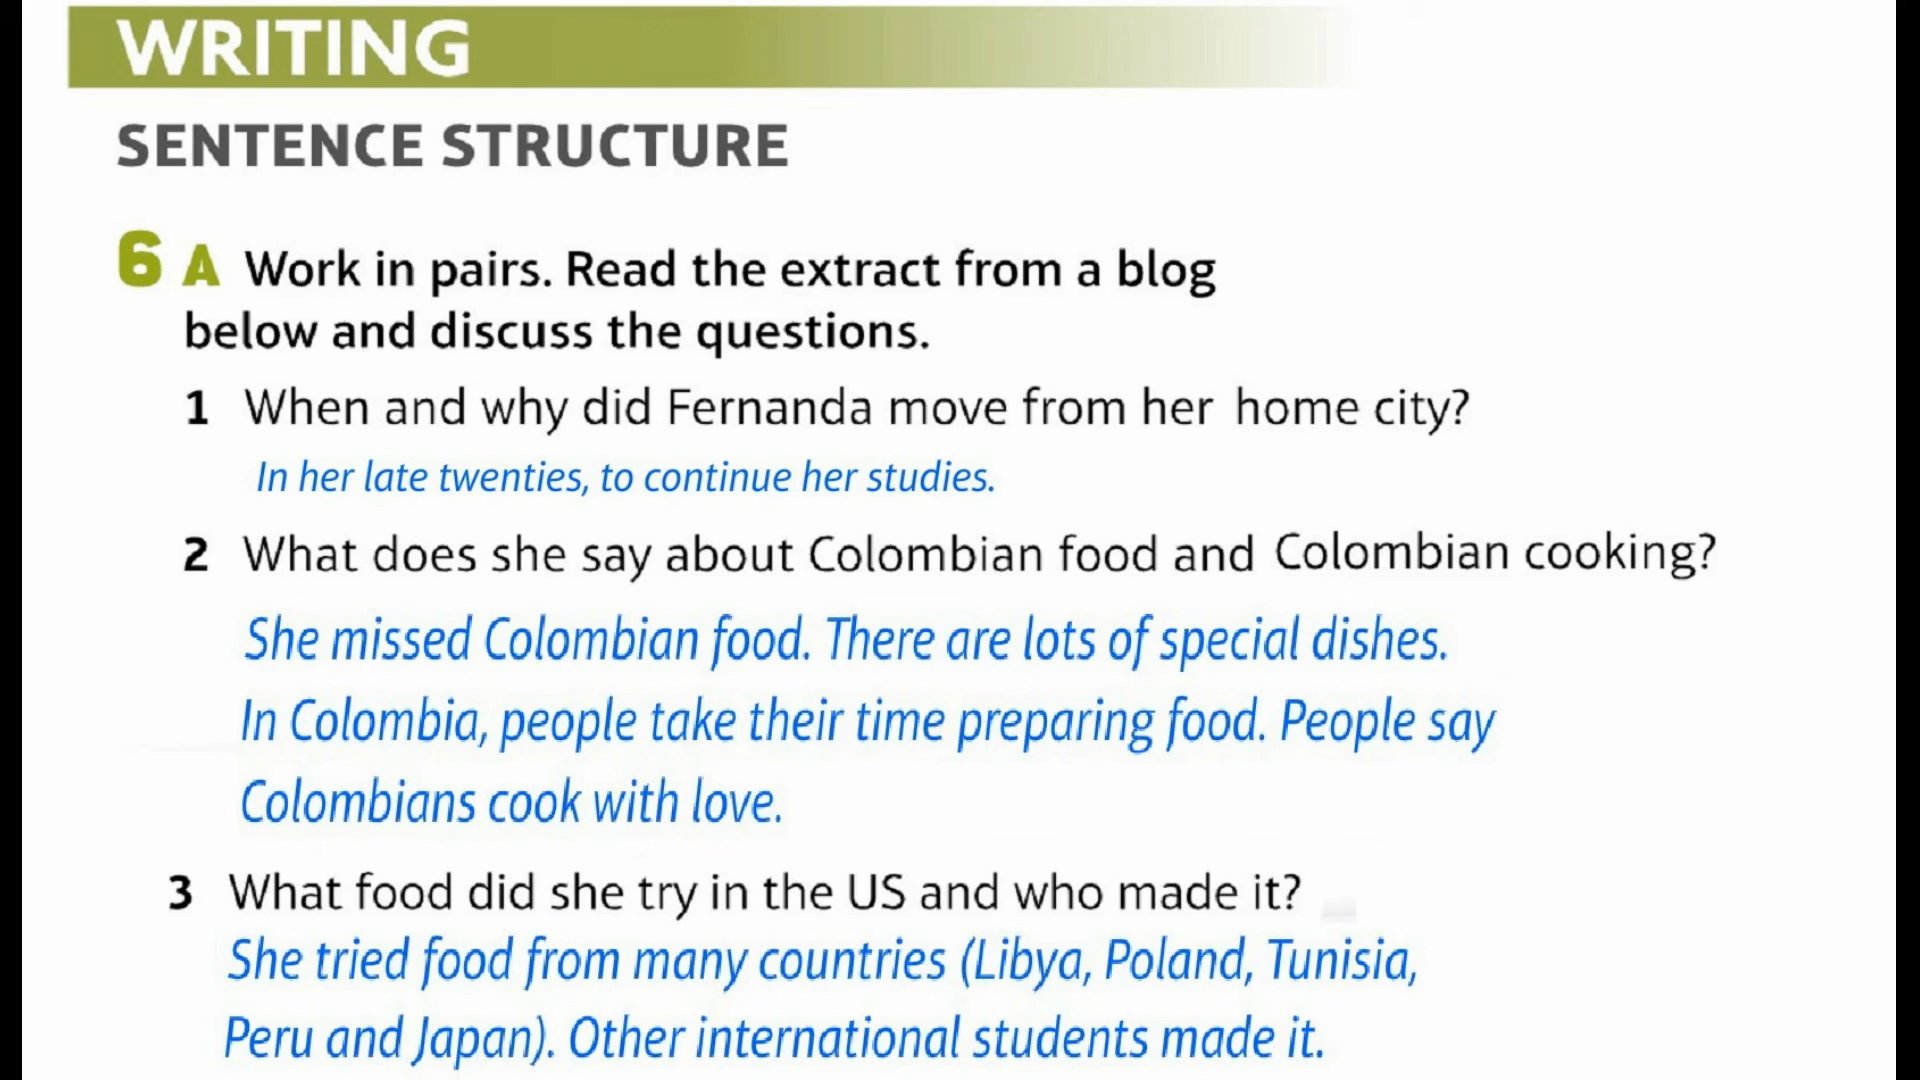 WRITING
SENTENCE STRUCTURE
6 A Work in pairs. Read the extract from a blog
below and discuss the questions.
1 When and why did Fernanda move from her home city?
In her late twenties, to continue her studies.
2 What does she say about Colombian food and Colombian cooking?
She missed Colombian food. There are lots of special dishes.
In Colombia, people take their time preparing food. People say
Colombians cook with love.
3 What food did she try in the US and who made it?
She tried food from many countries (Libya, Poland, Tunisia,
Peru and Japan). Other international students made it.